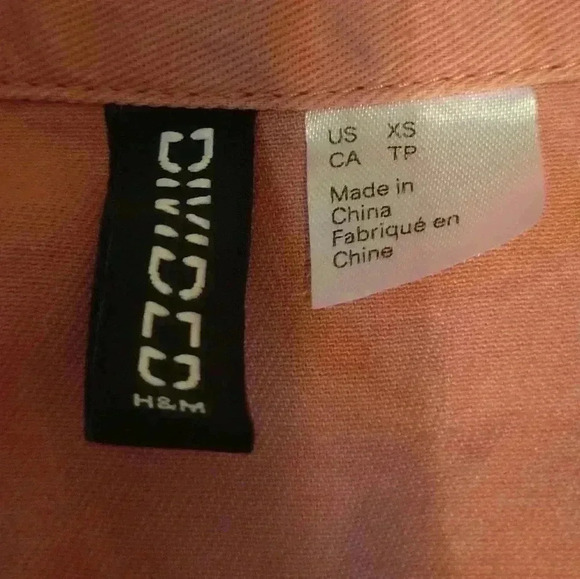 DIVIDED
H&M
US XS
CA TP
Made in
China
Fabriqué en
Chine